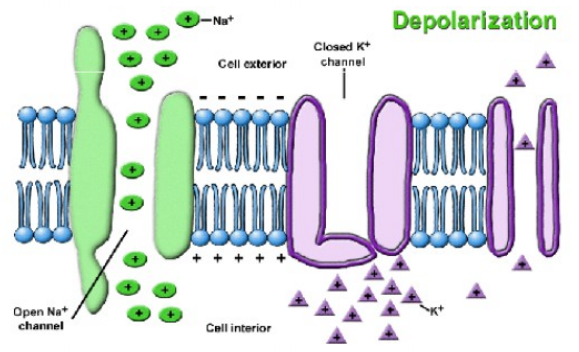 Depolarization
Na⁺
Closed K⁺
channel
Cell exterior
- - - - -
+ + + + +
Open Na⁺
channel
K⁺
Cell interior